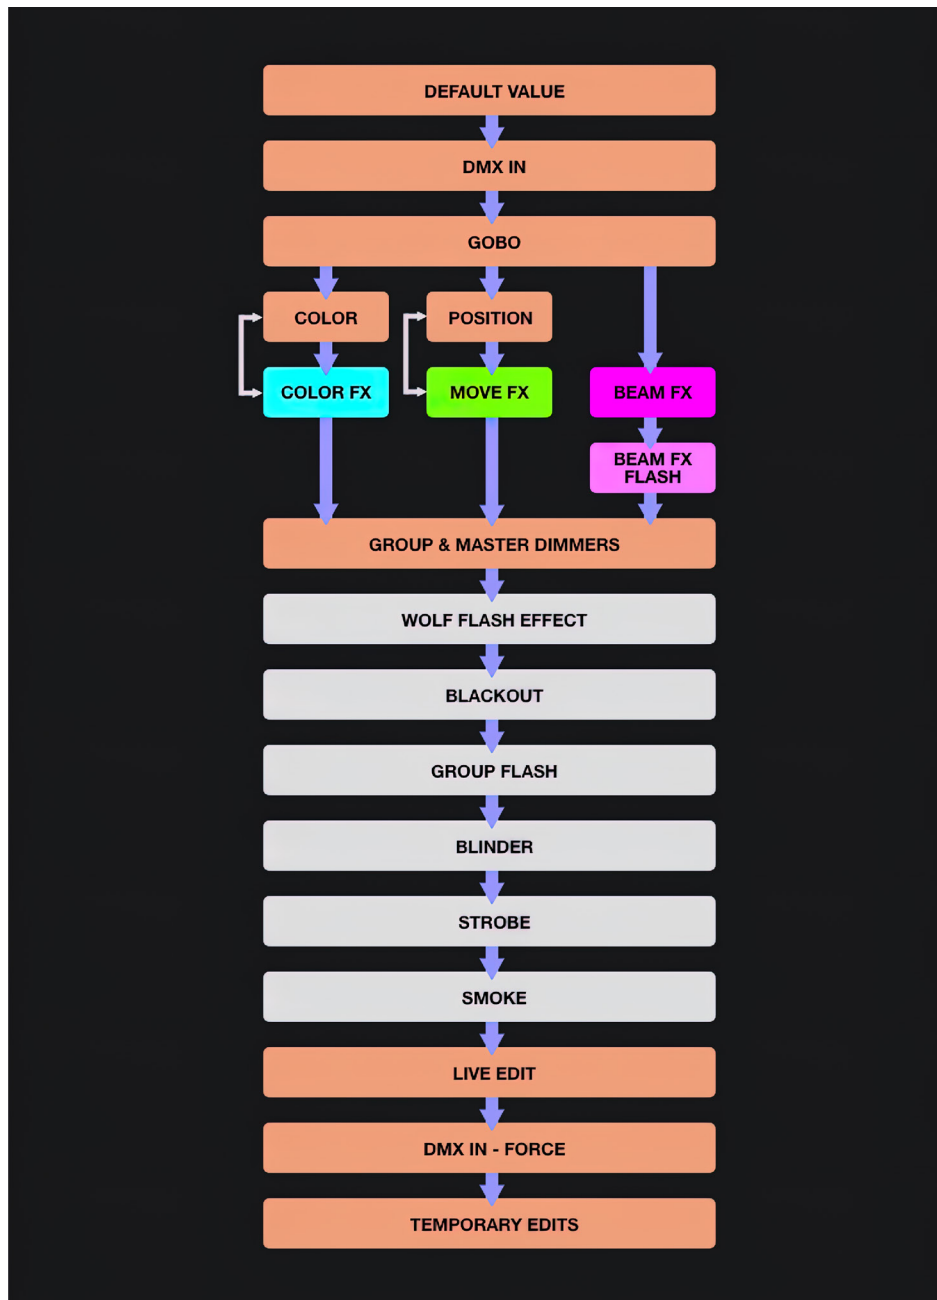 DEFAULT VALUE
DMX IN
GOBO
COLOR
POSITION
COLOR FX
MOVE FX
BEAM FX
BEAM FX
FLASH
GROUP & MASTER DIMMERS
WOLF FLASH EFFECT
BLACKOUT
GROUP FLASH
BLINDER
STROBE
SMOKE
LIVE EDIT
DMX IN - FORCE
TEMPORARY EDITS